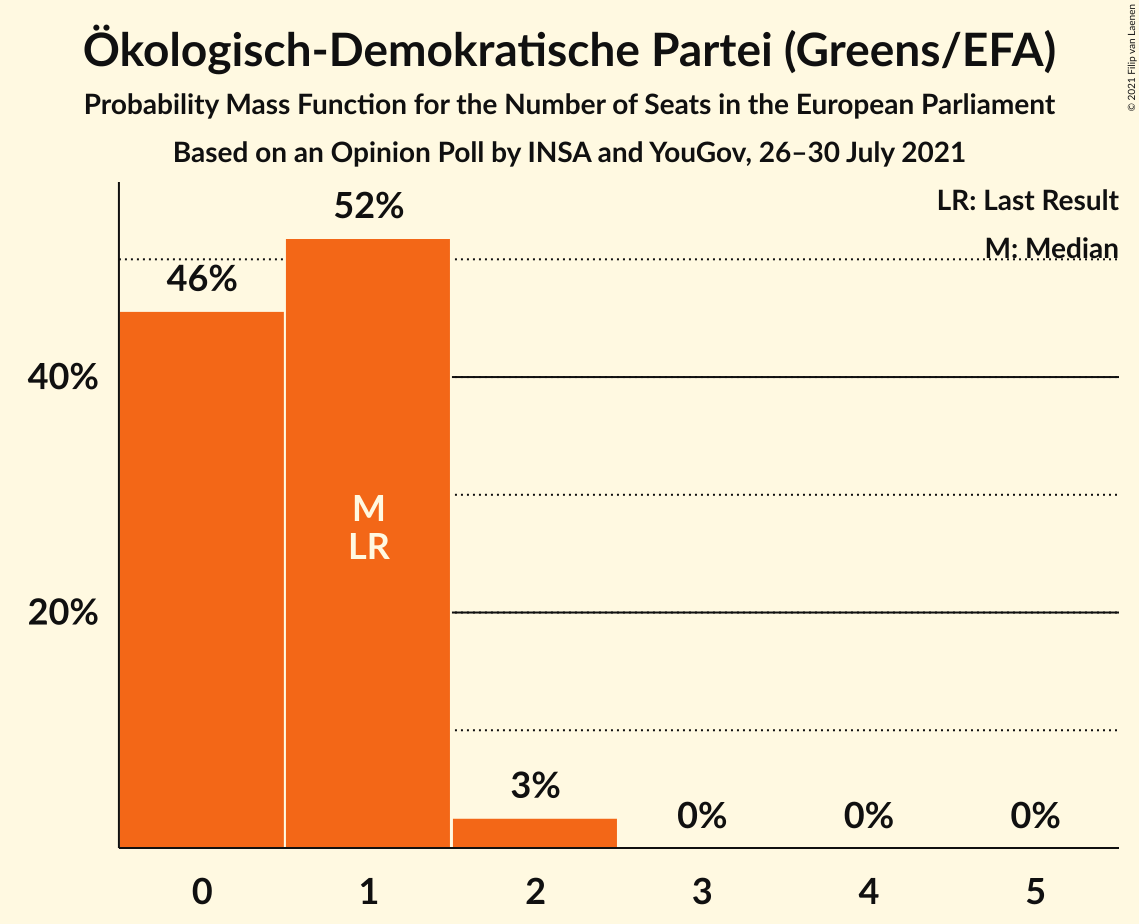 Ökologisch-Demokratische Partei (Greens/EFA)
Probability Mass Function for the Number of Seats in the European Parliament
Based on an Opinion Poll by INSA and YouGov, 26–30 July 2021
© 2021 Filip van Laenen
LR: Last Result
M: Median
52%
46%
40%
M
LR
20%
3%
0%
0%
0%
0
1
2
3
4
5